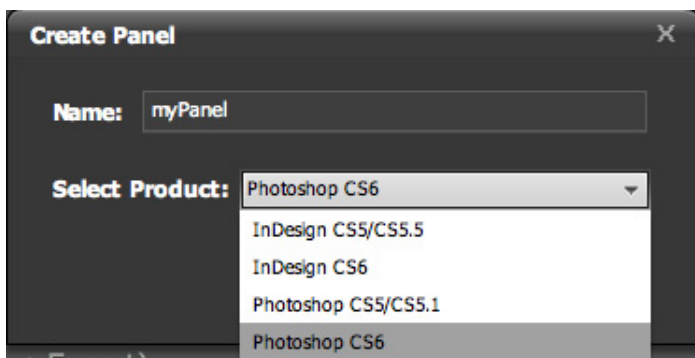 Create Panel X
Name: myPanel
Select Product: Photoshop CS6
InDesign CS5/CS5.5
InDesign CS6
Photoshop CS5/CS5.1
Photoshop CS6